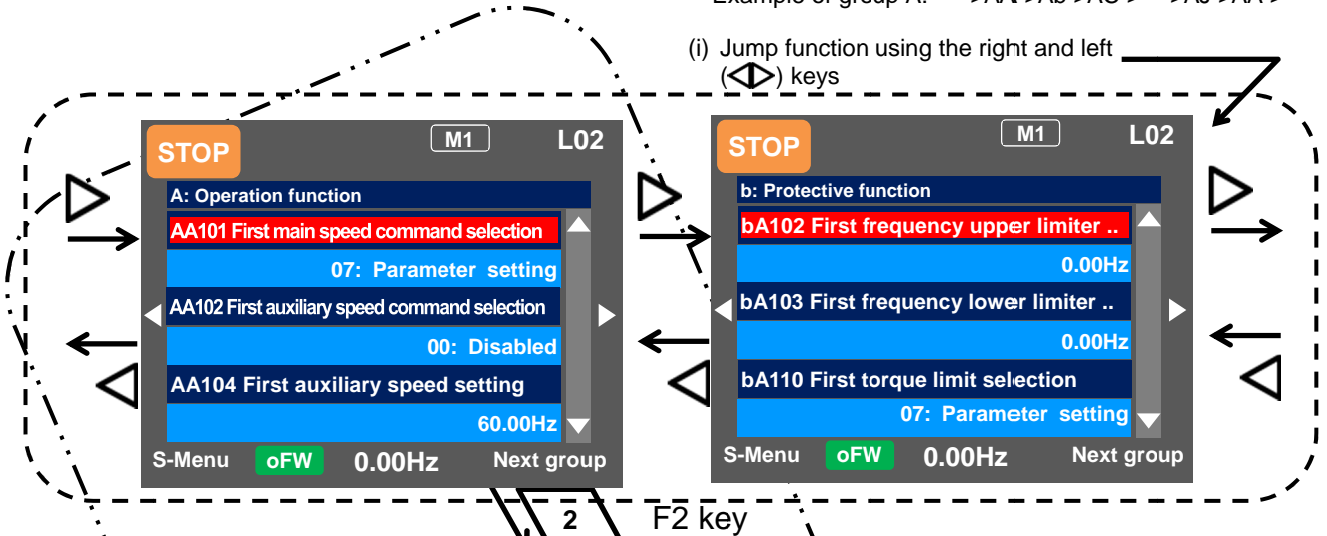 (i) Jump function using the right and left
(◁▷) keys
STOP
M1
L02
A: Operation function
AA101 First main speed command selection
07: Parameter setting
AA102 First auxiliary speed command selection
00: Disabled
AA104 First auxiliary speed setting
60.00Hz
S-Menu oFW 0.00Hz Next group
STOP
M1
L02
b: Protective function
bA102 First frequency upper limiter ..
0.00Hz
bA103 First frequency lower limiter ..
0.00Hz
bA110 First torque limit selection
07: Parameter setting
S-Menu oFW 0.00Hz Next group
2 F2 key